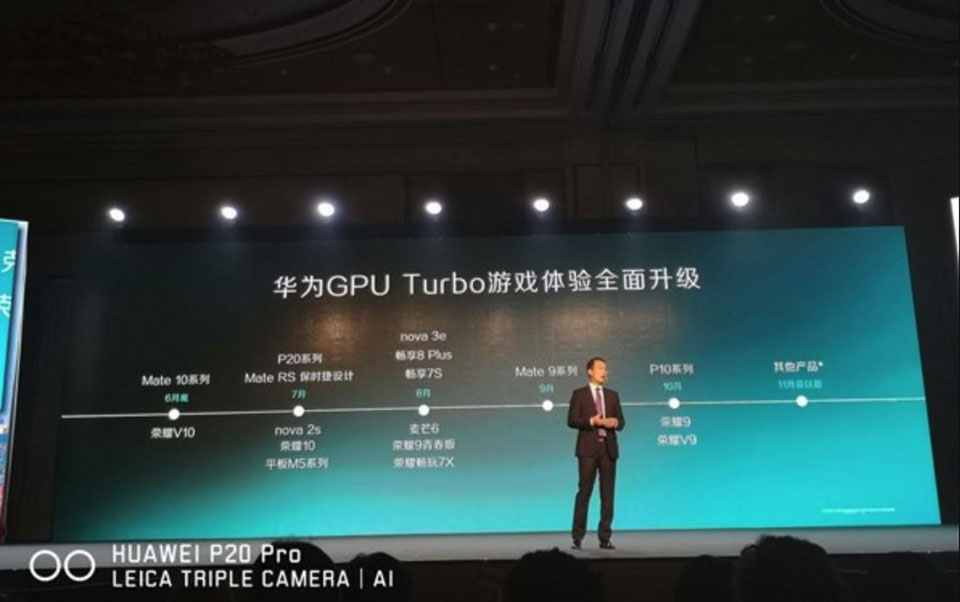 华为GPU Turbo游戏体验全面升级
Mate 10系列
6月底
荣耀V10
P20系列
Mate RS 保时捷设计
7月
nova 2s
荣耀10
平板M5系列
nova 3e
畅享8 Plus
畅享7S
8月
麦芒6
荣耀9青春版
荣耀畅玩7X
Mate 9系列
9月
P10系列
10月
荣耀9
荣耀V9
其他产品*
11月及以后
HUAWEI P20 Pro
LEICA TRIPLE CAMERA | AI